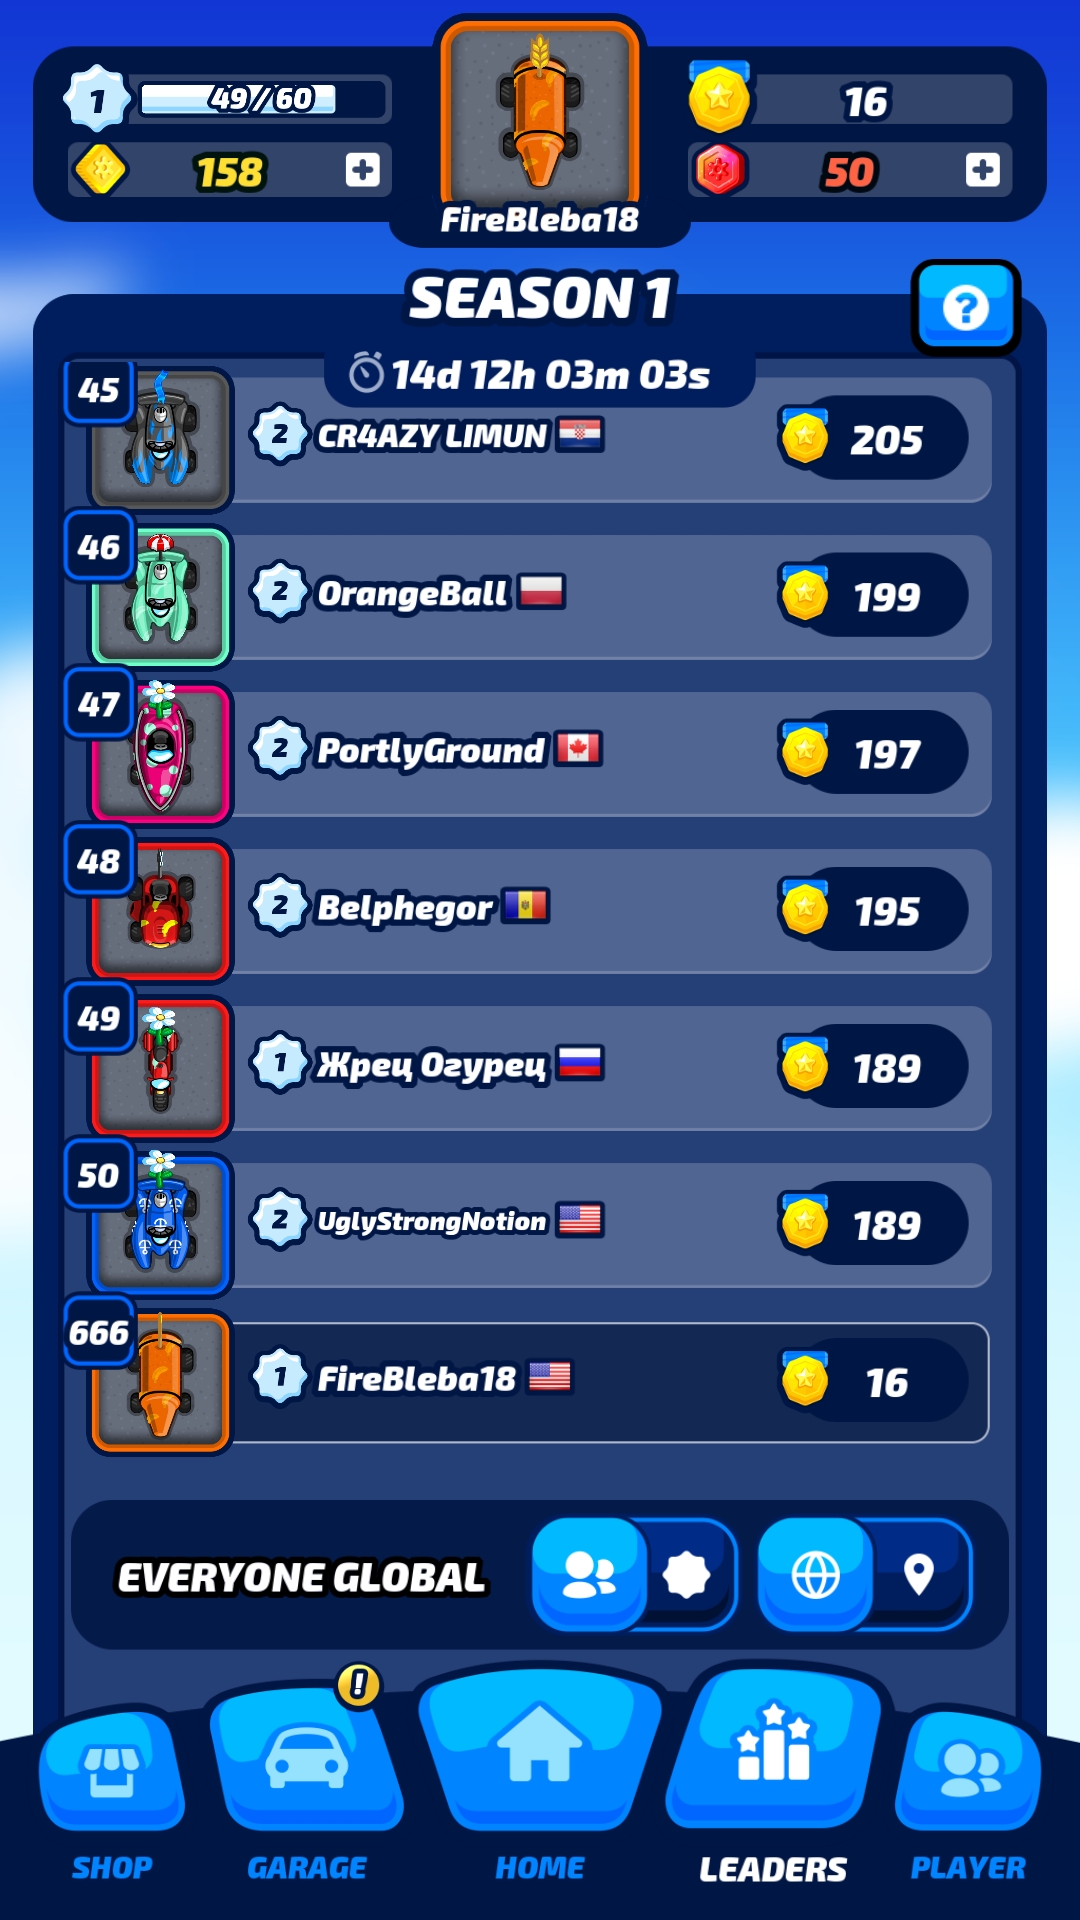 1 49/60 16
158 50
FireBleba18
SEASON 1
14d 12h 03m 03s
45 2 CR4AZY LIMUN 205
46 2 OrangeBall 199
47 2 PortlyGround 197
48 2 Belphegor 195
49 1 Жрец Огурец 189
50 2 UglyStrongNotion 189
666 1 FireBleba18 16
EVERYONE GLOBAL
SHOP GARAGE HOME LEADERS PLAYER